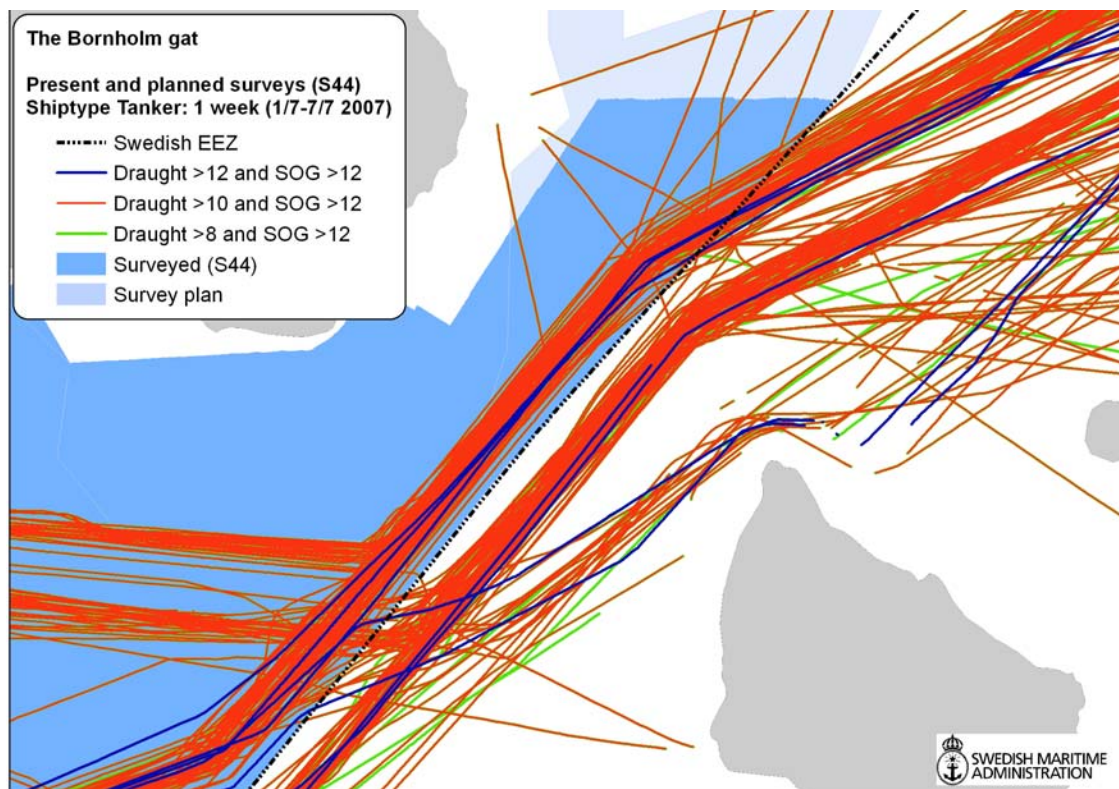 The Bornholm gat
Present and planned surveys (S44)
Shiptype Tanker: 1 week (1/7-7/7 2007)
Swedish EEZ
Draught >12 and SOG >12
Draught >10 and SOG >12
Draught >8 and SOG >12
Surveyed (S44)
Survey plan
SWEDISH MARITIME
ADMINISTRATION